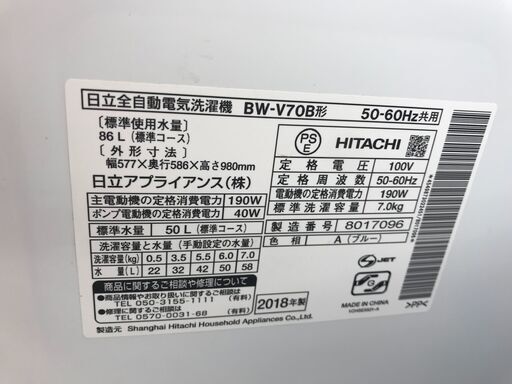 日立全自動電気洗濯機 BW-V70B形 50-60Hz共用
［標準使用水量］
86L（標準コース）
［外形寸法］
幅577×奥行586×高さ980mm
日立アプライアンス（株）
主電動機の定格消費電力 190W
ポンプ電動機の定格消費電力 40W
標準水量 50L（標準コース）
洗濯容量と水量（手動設定の水量）
洗濯容量(kg) 0.5 3.5 5.5 6.0 7.0
水量(L) 22 32 42 50 58
商品に関するご相談や修理について
●商品情報やお取り扱いについてのご相談（有料）
TEL 050-3155-1111
●修理に関するご相談（有料）
TEL 0570-0031-68
2018年製
製造元 Shanghai Hitachi Household Appliances Co.,Ltd.
PS
E
HITACHI
定格電圧 100V
定格周波数 50-60Hz
電動機の定格消費電力 190W
標準洗濯容量 7.0kg
製造番号 8017096
色相 A（ブルー）
S JET
MADE IN CHINA
>PP<